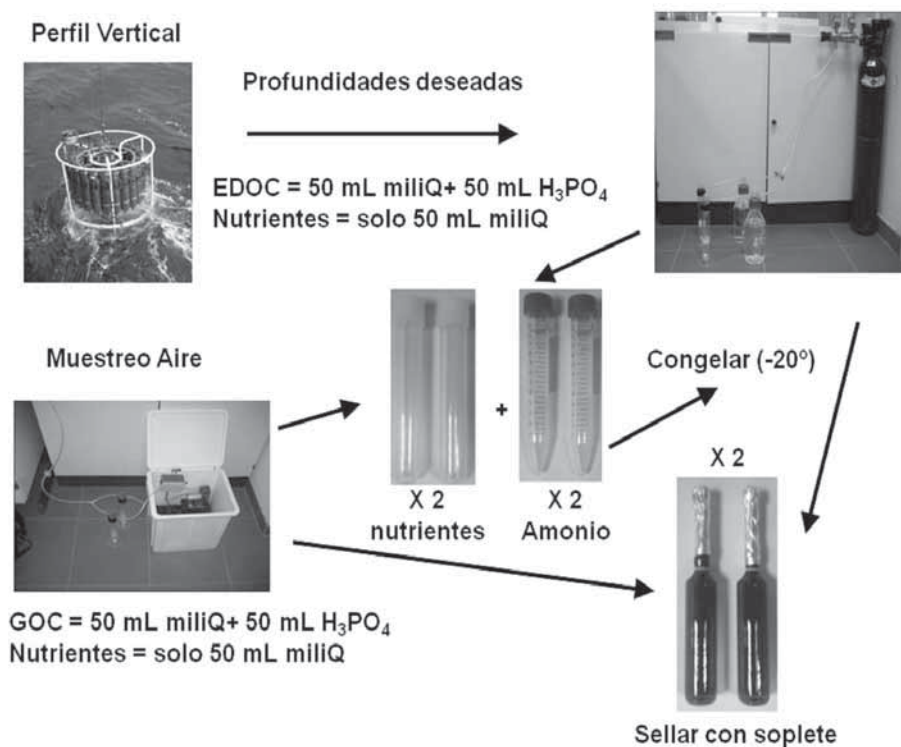 Perfil Vertical
Profundidades deseadas
EDOC = 50 mL miliQ+ 50 mL H₃PO₄
Nutrientes = solo 50 mL miliQ
Muestreo Aire
Congelar (-20º)
+
X 2
nutrientes
X 2
Amonio
X 2
GOC = 50 mL miliQ+ 50 mL H₃PO₄
Nutrientes = solo 50 mL miliQ
Sellar con soplete